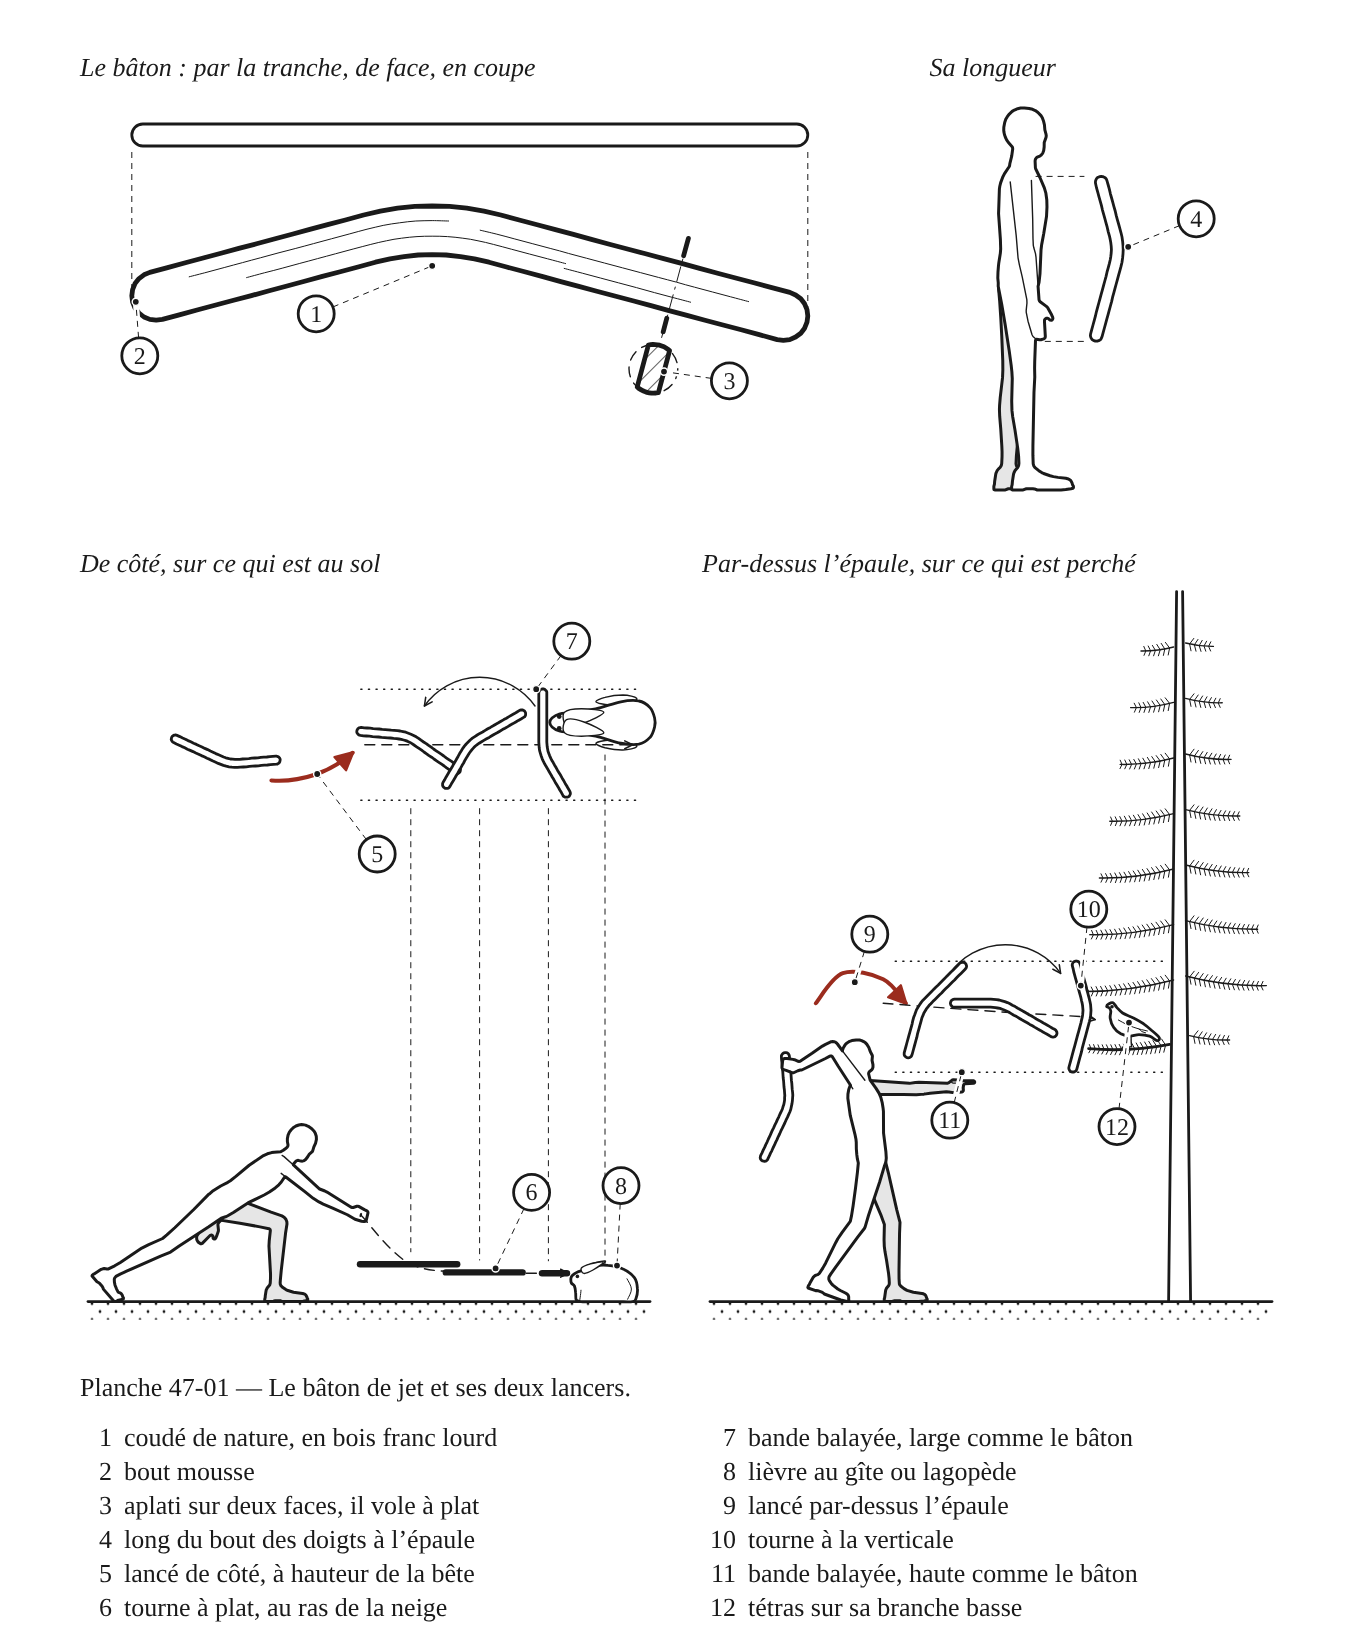 Le bâton : par la tranche, de face, en coupe
Sa longueur
4
1
2
3
De côté, sur ce qui est au sol
Par-dessus l’épaule, sur ce qui est perché
7
5
10
9
11
12
6
8
Planche 47-01 — Le bâton de jet et ses deux lancers.
1 coudé de nature, en bois franc lourd
2 bout mousse
3 aplati sur deux faces, il vole à plat
4 long du bout des doigts à l’épaule
5 lancé de côté, à hauteur de la bête
6 tourne à plat, au ras de la neige
7 bande balayée, large comme le bâton
8 lièvre au gîte ou lagopède
9 lancé par-dessus l’épaule
10 tourne à la verticale
11 bande balayée, haute comme le bâton
12 tétras sur sa branche basse